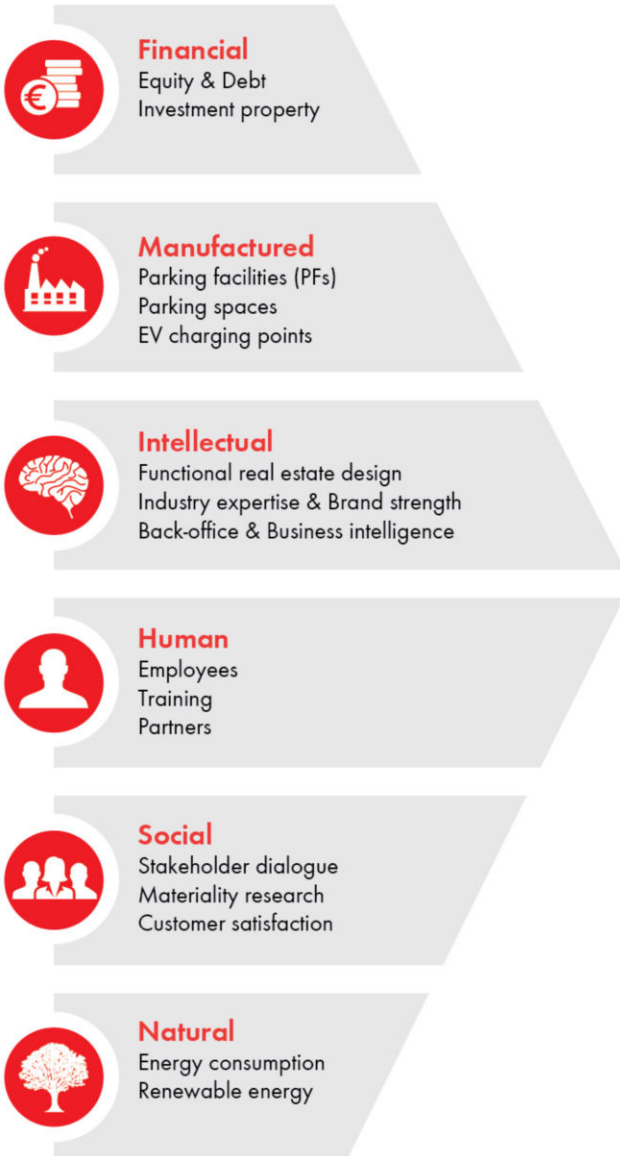 Financial
Equity & Debt
Investment property
Manufactured
Parking facilities (PFs)
Parking spaces
EV charging points
Intellectual
Functional real estate design
Industry expertise & Brand strength
Back-office & Business intelligence
Human
Employees
Training
Partners
Social
Stakeholder dialogue
Materiality research
Customer satisfaction
Natural
Energy consumption
Renewable energy